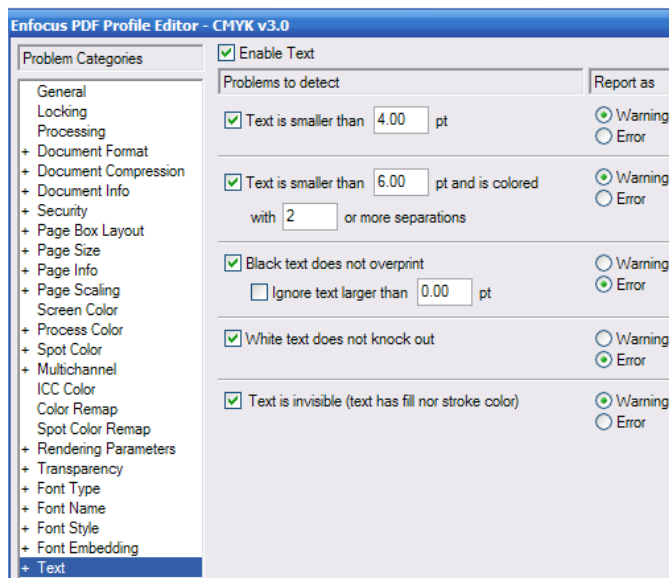 Enfocus PDF Profile Editor - CMYK v3.0
Problem Categories
General
Locking
Processing
+ Document Format
+ Document Compression
+ Document Info
+ Security
+ Page Box Layout
+ Page Size
+ Page Info
+ Page Scaling
Screen Color
+ Process Color
+ Spot Color
+ Multichannel
ICC Color
Color Remap
Spot Color Remap
+ Rendering Parameters
+ Transparency
+ Font Type
+ Font Name
+ Font Style
+ Font Embedding
+ Text
Enable Text
Problems to detect Report as
Text is smaller than 4.00 pt Warning
Error
Text is smaller than 6.00 pt and is colored Warning
Error
with 2 or more separations
Black text does not overprint Warning
Error
Ignore text larger than 0.00 pt
White text does not knock out Warning
Error
Text is invisible (text has fill nor stroke color) Warning
Error